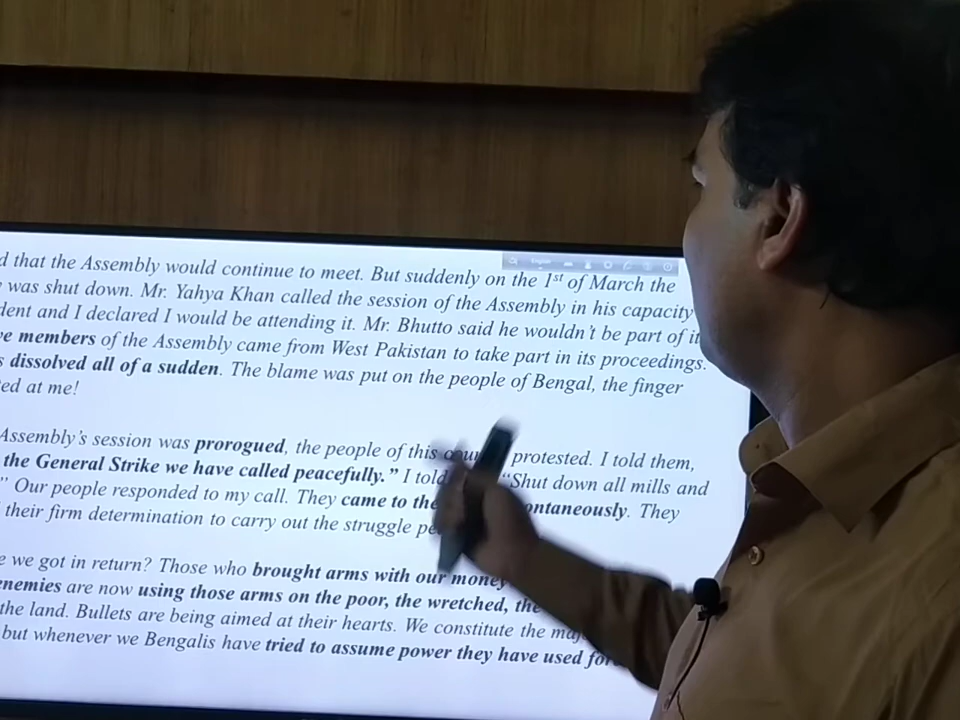 English
that the Assembly would continue to meet. But suddenly on the 1st of March the
was shut down. Mr. Yahya Khan called the session of the Assembly in his capacity
dent and I declared I would be attending it. Mr. Bhutto said he wouldn't be part of it
members of the Assembly came from West Pakistan to take part in its proceedings.
dissolved all of a sudden. The blame was put on the people of Bengal, the finger
ed at me!
Assembly's session was prorogued, the people of this protested. I told them,
the General Strike we have called peacefully." I told "Shut down all mills and
" Our people responded to my call. They came to the ontaneously. They
their firm determination to carry out the struggle pe
e we got in return? Those who brought arms with our money
enemies are now using those arms on the poor, the wretched, the
the land. Bullets are being aimed at their hearts. We constitute the maj
but whenever we Bengalis have tried to assume power they have used for